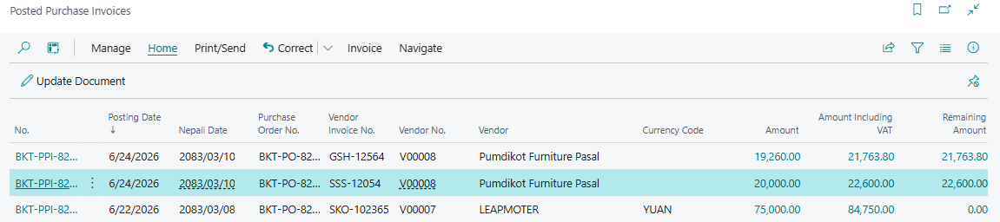 Posted Purchase Invoices
Manage Home Print/Send Correct Invoice Navigate
Update Document
No. Posting Date ↓ Nepali Date Purchase Order No. Vendor Invoice No. Vendor No. Vendor Currency Code Amount Amount Including VAT Remaining Amount
BKT-PPI-82... 6/24/2026 2083/03/10 BKT-PO-82... GSH-12564 V00008 Pumdikot Furniture Pasal 19,260.00 21,763.80 21,763.80
BKT-PPI-82... 6/24/2026 2083/03/10 BKT-PO-82... SSS-12054 V00008 Pumdikot Furniture Pasal 20,000.00 22,600.00 22,600.00
BKT-PPI-82... 6/22/2026 2083/03/08 BKT-PO-82... SKO-102365 V00007 LEAPMOTER YUAN 75,000.00 84,750.00 0.00